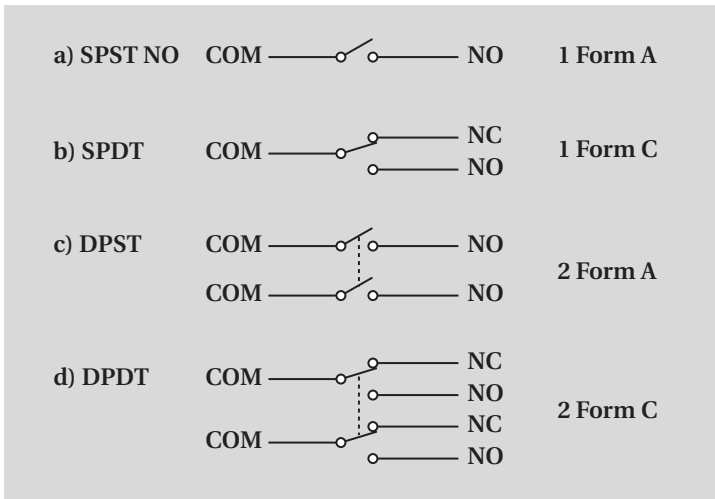 a) SPST NO COM NO 1 Form A
b) SPDT COM NC NO 1 Form C
c) DPST COM NO
COM NO
2 Form A
d) DPDT COM NC
NO
COM NC
NO
2 Form C